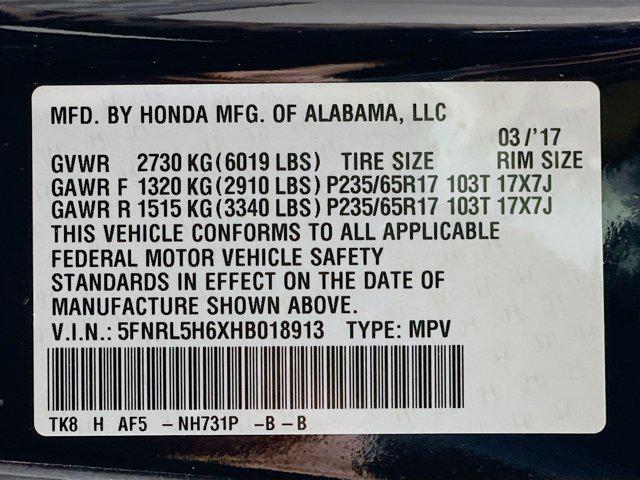 MFD. BY HONDA MFG. OF ALABAMA, LLC
03/'17
GVWR 2730 KG(6019 LBS) TIRE SIZE RIM SIZE
GAWR F 1320 KG(2910 LBS) P235/65R17 103T 17X7J
GAWR R 1515 KG(3340 LBS) P235/65R17 103T 17X7J
THIS VEHICLE CONFORMS TO ALL APPLICABLE
FEDERAL MOTOR VEHICLE SAFETY
STANDARDS IN EFFECT ON THE DATE OF
MANUFACTURE SHOWN ABOVE.
V.I.N.: 5FNRL5H6XHB018913 TYPE: MPV
TK8 H AF5 -NH731P -B-B